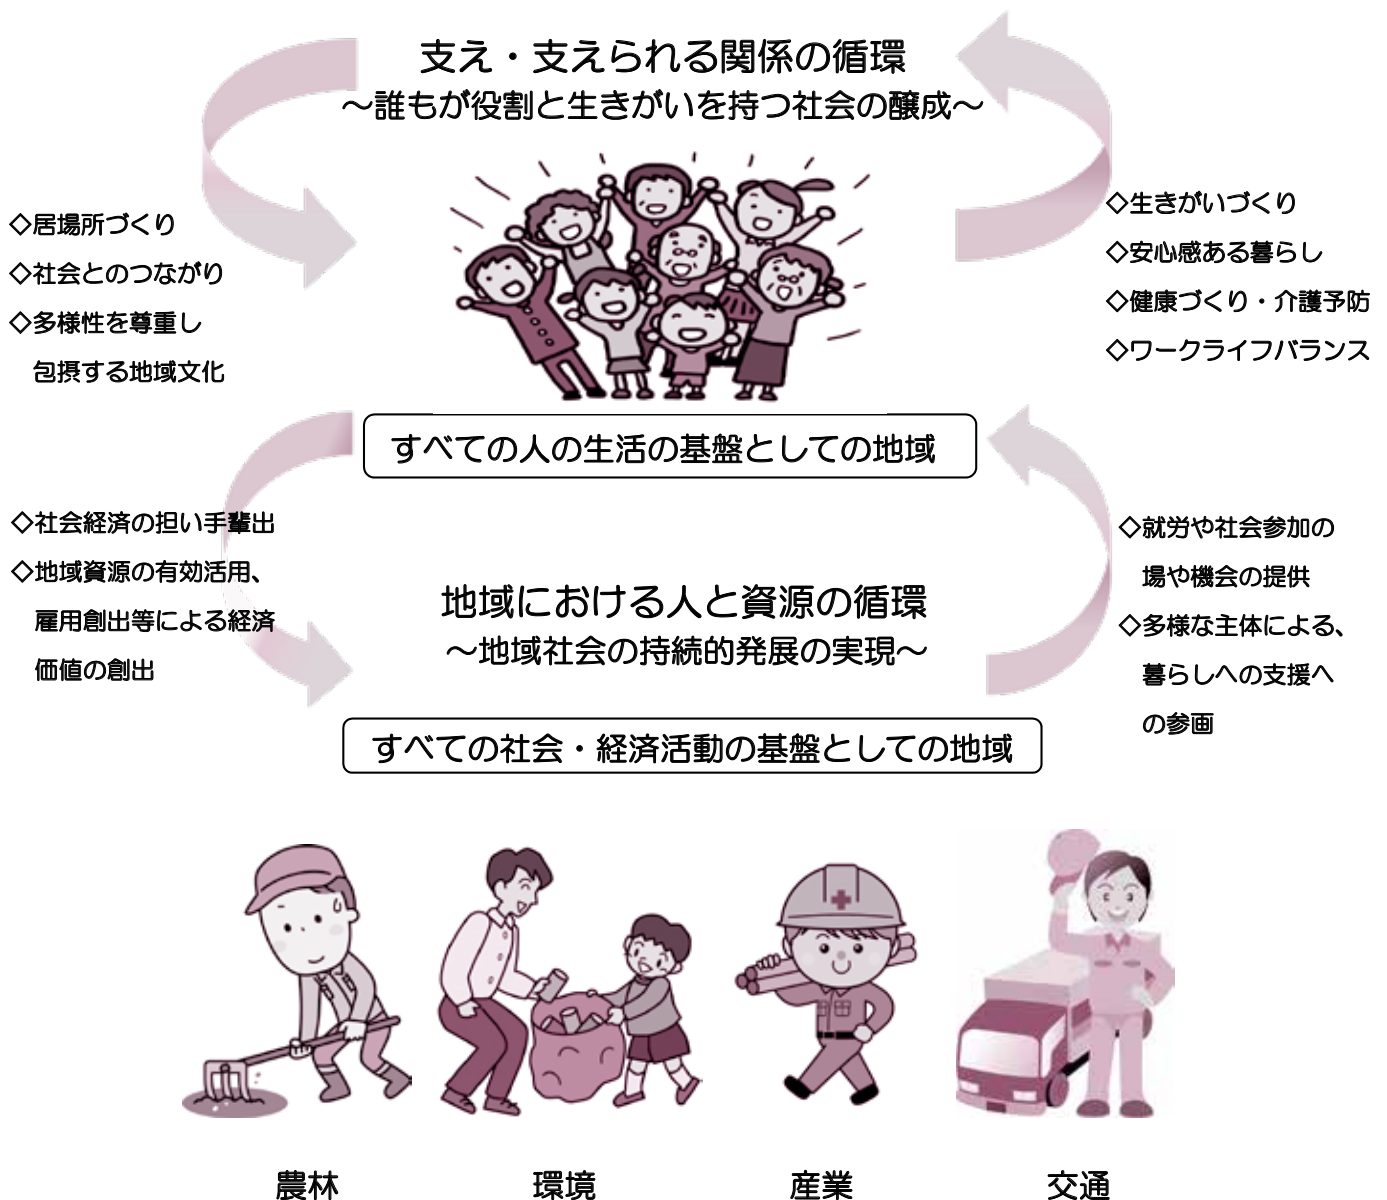 支え・支えられる関係の循環
～誰もが役割と生きがいを持つ社会の醸成～
◇居場所づくり
◇社会とのつながり
◇多様性を尊重し
包摂する地域文化
◇生きがいづくり
◇安心感ある暮らし
◇健康づくり・介護予防
◇ワークライフバランス
すべての人の生活の基盤としての地域
◇社会経済の担い手輩出
◇地域資源の有効活用、
雇用創出等による経済
価値の創出
地域における人と資源の循環
～地域社会の持続的発展の実現～
◇就労や社会参加の
場や機会の提供
◇多様な主体による、
暮らしへの支援へ
の参画
すべての社会・経済活動の基盤としての地域
農林
環境
産業
交通